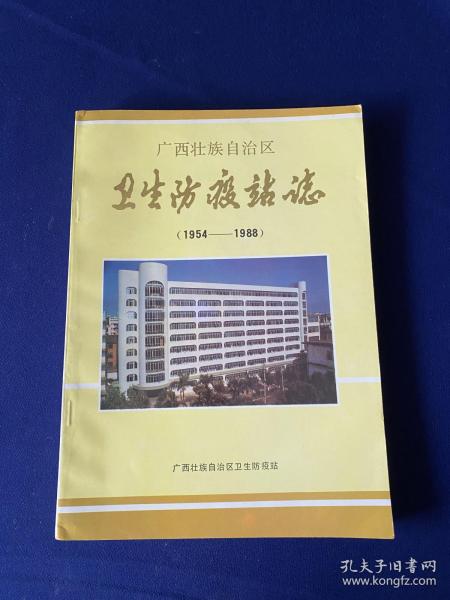 广西壮族自治区
卫生防疫站誌
（1954——1988）
广西壮族自治区卫生防疫站
孔夫子旧书网
www.kongfz.com